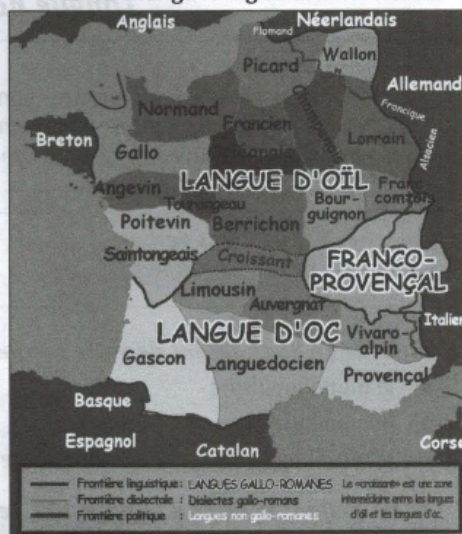 Anglais
Néerlandais
Flamand
Wallon
Picard
Allemand
Normand
Francien
Champenois
Francique
Lorrain
Alsacien
Breton
Gallo
Orléanais
Angevin
LANGUE D'OÏL
Tourangeau
Bour-
guignon
Franc-
comtois
Poitevin
Berrichon
Saintongeais
Croissant
FRANCO-
PROVENÇAL
Limousin
Auvergnat
Italien
LANGUE D'OC
Vivaro-
alpin
Gascon
Languedocien
Provençal
Basque
Espagnol
Catalan
Corse
Frontière linguistique : LANGUES GALLO-ROMANES
Frontière dialectale : Dialectes gallo-romans
Frontière politique : Langues non gallo-romanes
Le «croissant» est une zone
intermédiaire entre les langues
d'oïl et les langues d'oc.